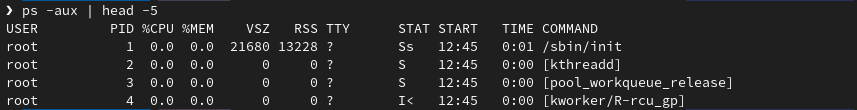 ❯ ps -aux | head -5
USER         PID %CPU %MEM    VSZ   RSS TTY      STAT START   TIME COMMAND
root           1  0.0  0.0  21680 13228 ?        Ss   12:45   0:01 /sbin/init
root           2  0.0  0.0      0     0 ?        S    12:45   0:00 [kthreadd]
root           3  0.0  0.0      0     0 ?        S    12:45   0:00 [pool_workqueue_release]
root           4  0.0  0.0      0     0 ?        I<   12:45   0:00 [kworker/R-rcu_gp]